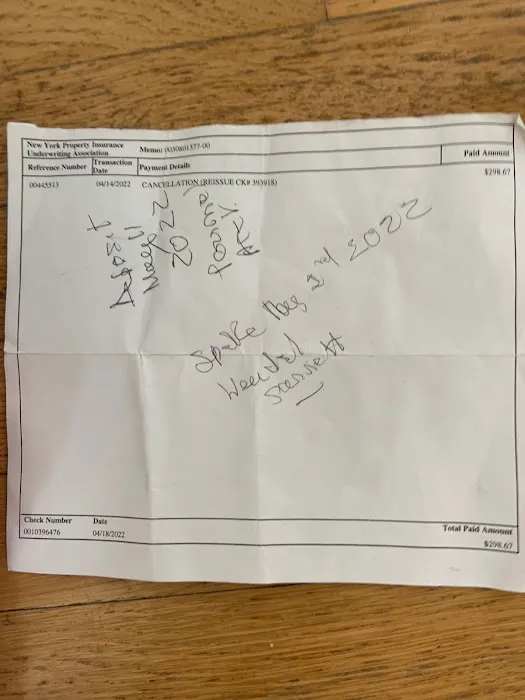 New York Property Insurance
Underwriting Association
Memo: 0030801577-00
Paid Amount
Reference Number
Transaction
Date
Payment Details
00445513
04/14/2022
CANCELLATION (REISSUE CK# 393918)
$298.67
2022
Spoke May 2nd 2022
Check Number
Date
Total Paid Amount
0010396476
04/18/2022
$298.67